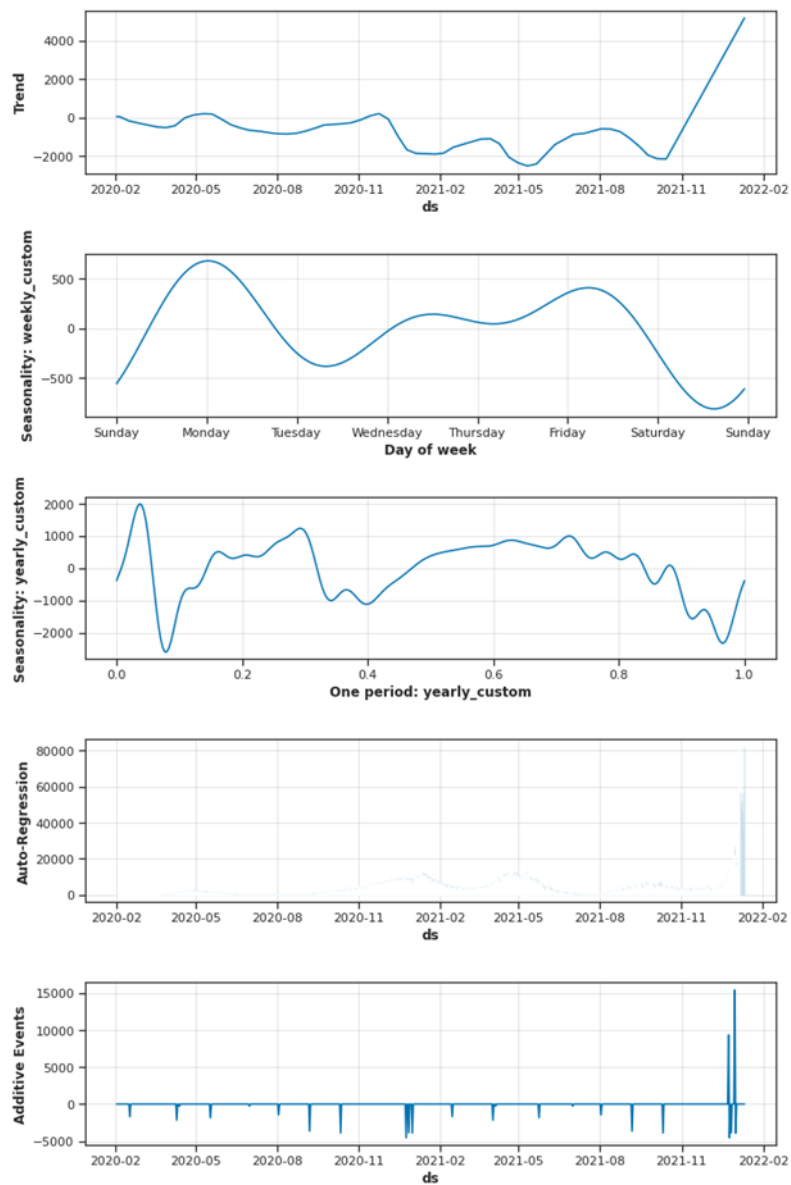 Trend
4000
2000
0
−2000
2020-02 2020-05 2020-08 2020-11 2021-02 2021-05 2021-08 2021-11 2022-02
ds
Seasonality: weekly_custom
500
0
−500
Sunday Monday Tuesday Wednesday Thursday Friday Saturday Sunday
Day of week
Seasonality: yearly_custom
2000
1000
0
−1000
−2000
0.0 0.2 0.4 0.6 0.8 1.0
One period: yearly_custom
Auto-Regression
80000
60000
40000
20000
0
2020-02 2020-05 2020-08 2020-11 2021-02 2021-05 2021-08 2021-11 2022-02
ds
Additive Events
15000
10000
5000
0
−5000
2020-02 2020-05 2020-08 2020-11 2021-02 2021-05 2021-08 2021-11 2022-02
ds